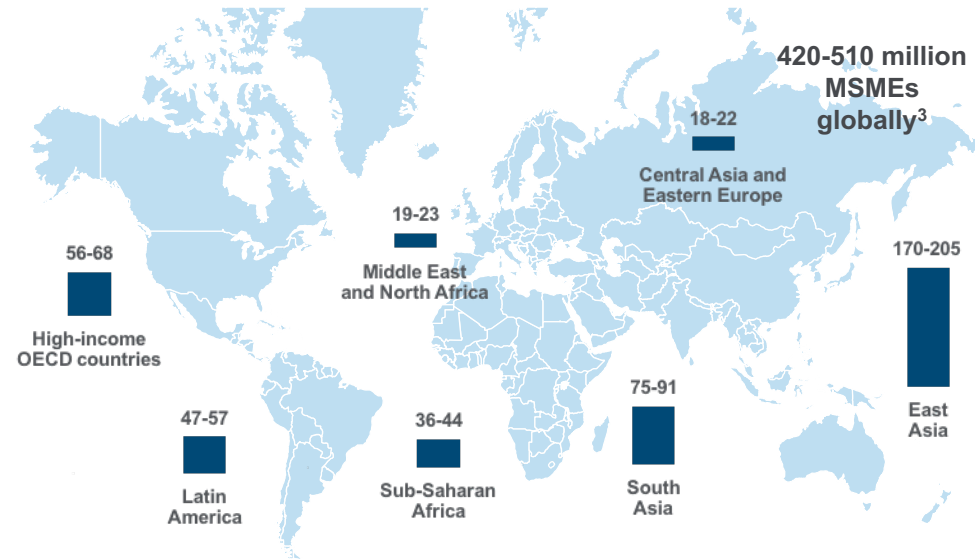 420-510 million
MSMEs
globally³
18-22
Central Asia and
Eastern Europe
19-23
Middle East
and North Africa
56-68
High-income
OECD countries
170-205
East
Asia
47-57
Latin
America
36-44
Sub-Saharan
Africa
75-91
South
Asia